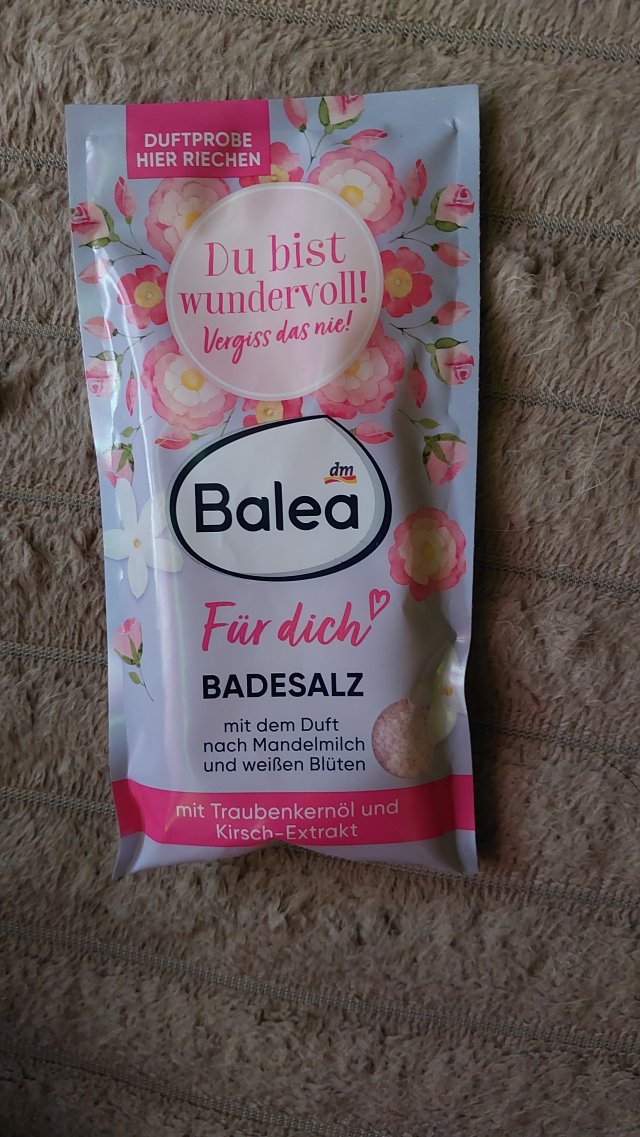 DUFTPROBE
HIER RIECHEN
Du bist
wundervoll!
Vergiss das nie!
dm
Balea
Für dich
BADESALZ
mit dem Duft
nach Mandelmilch
und weißen Blüten
mit Traubenkernöl und
Kirsch-Extrakt